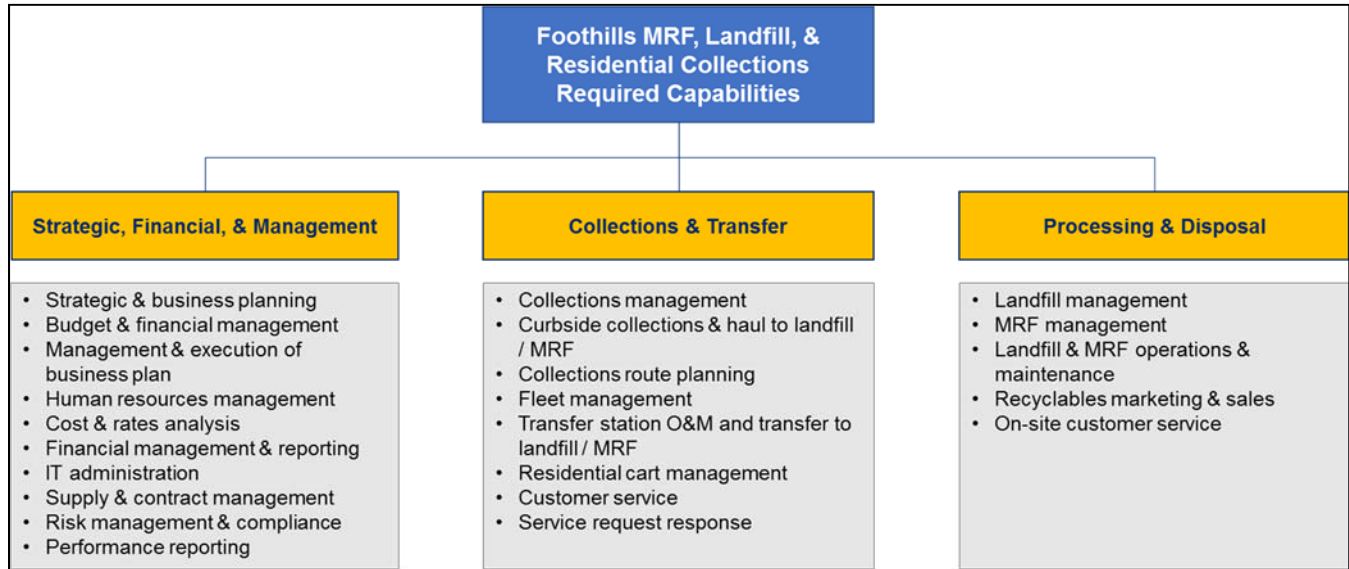 Foothills MRF, Landfill, &
Residential Collections
Required Capabilities
Strategic, Financial, & Management
• Strategic & business planning
• Budget & financial management
• Management & execution of
business plan
• Human resources management
• Cost & rates analysis
• Financial management & reporting
• IT administration
• Supply & contract management
• Risk management & compliance
• Performance reporting
Collections & Transfer
• Collections management
• Curbside collections & haul to landfill
/ MRF
• Collections route planning
• Fleet management
• Transfer station O&M and transfer to
landfill / MRF
• Residential cart management
• Customer service
• Service request response
Processing & Disposal
• Landfill management
• MRF management
• Landfill & MRF operations &
maintenance
• Recyclables marketing & sales
• On-site customer service